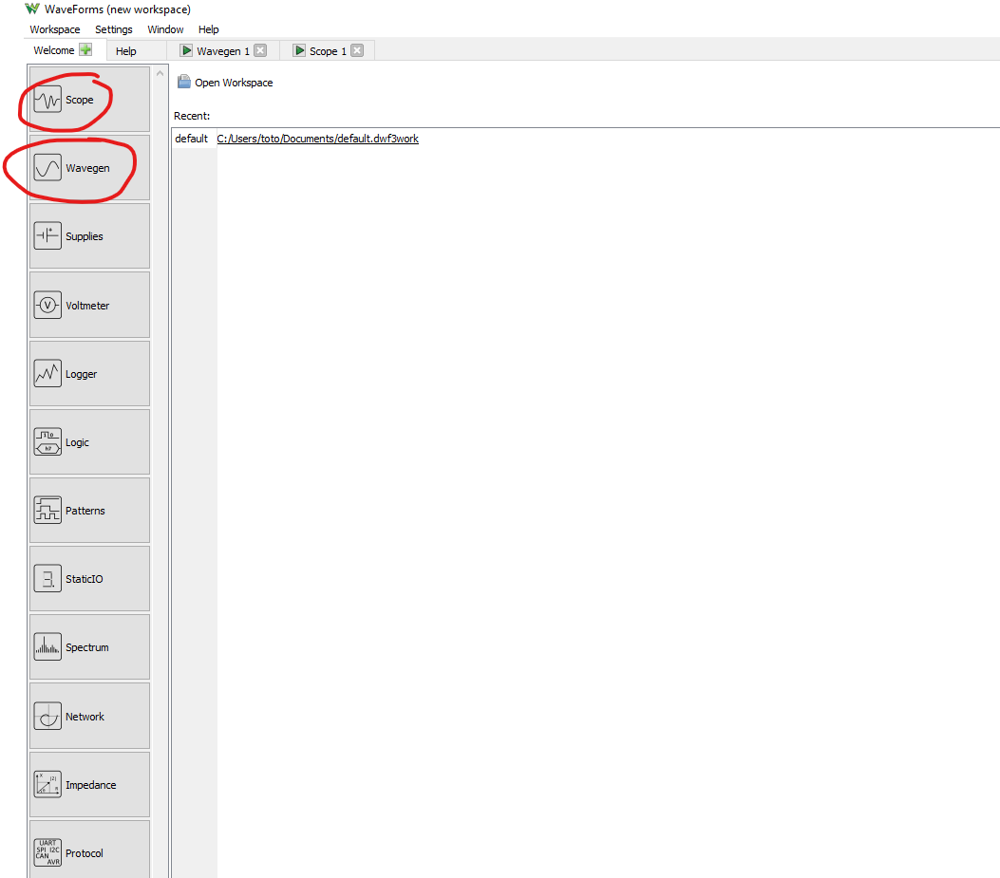 WaveForms (new workspace)
Workspace Settings Window Help
Welcome Help Wavegen 1 Scope 1
Scope
Wavegen
Supplies
V
Voltmeter
Logger
Logic
Patterns
StaticIO
Spectrum
Network
Impedance
UART
SPI I2C
CAN
AVR
Protocol
Open Workspace
Recent:
default C:/Users/toto/Documents/default.dwf3work